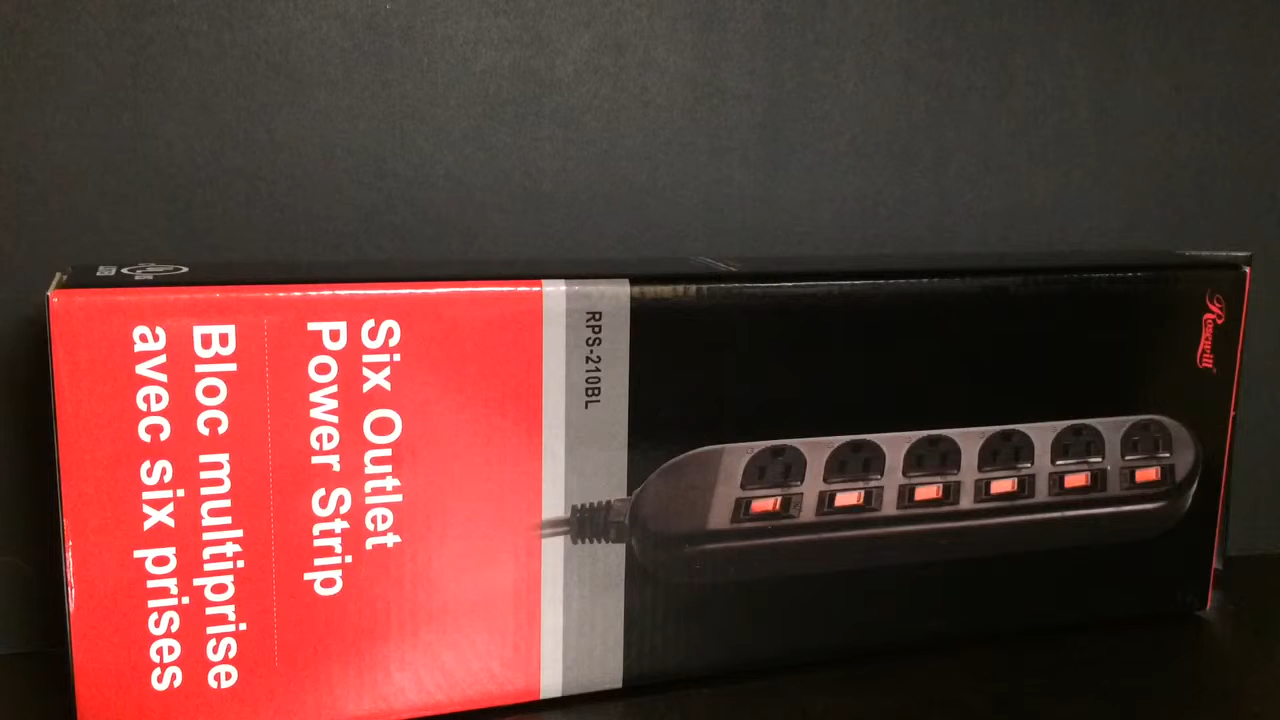 Rosewill
RPS-210BL
Six Outlet
Power Strip
Bloc multiprise
avec six prises